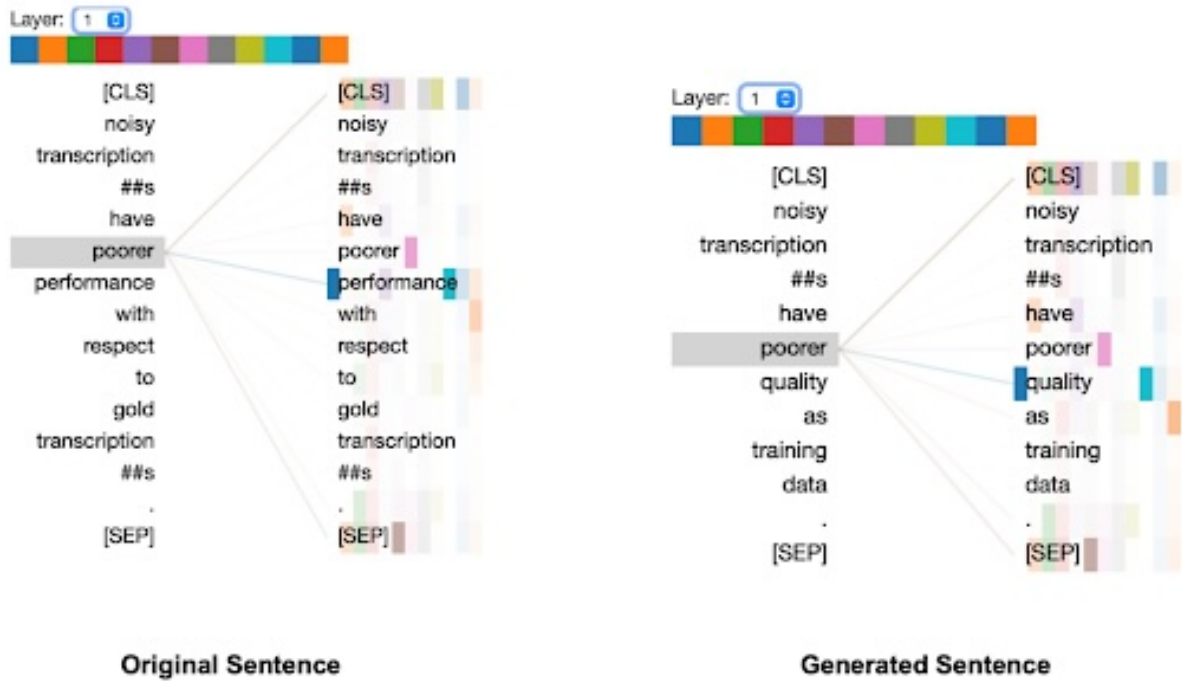 Layer: 1
[CLS] [CLS]
noisy noisy
transcription transcription
##s ##s
have have
poorer poorer
performance performance
with with
respect respect
to to
gold gold
transcription transcription
##s ##s
. .
[SEP] [SEP]
Original Sentence
Layer: 1
[CLS] [CLS]
noisy noisy
transcription transcription
##s ##s
have have
poorer poorer
quality quality
as as
training training
data data
. .
[SEP] [SEP]
Generated Sentence